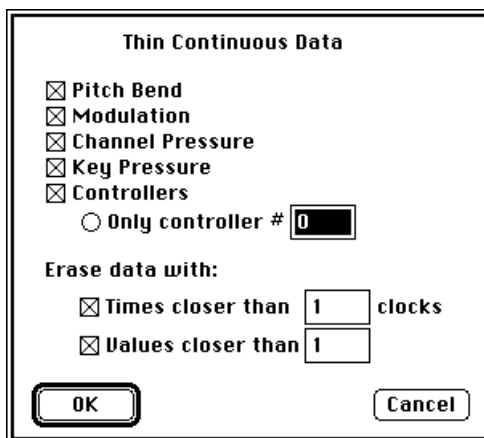 Thin Continuous Data
Pitch Bend
Modulation
Channel Pressure
Key Pressure
Controllers
Only controller # 0
Erase data with:
Times closer than 1 clocks
Values closer than 1
OK Cancel